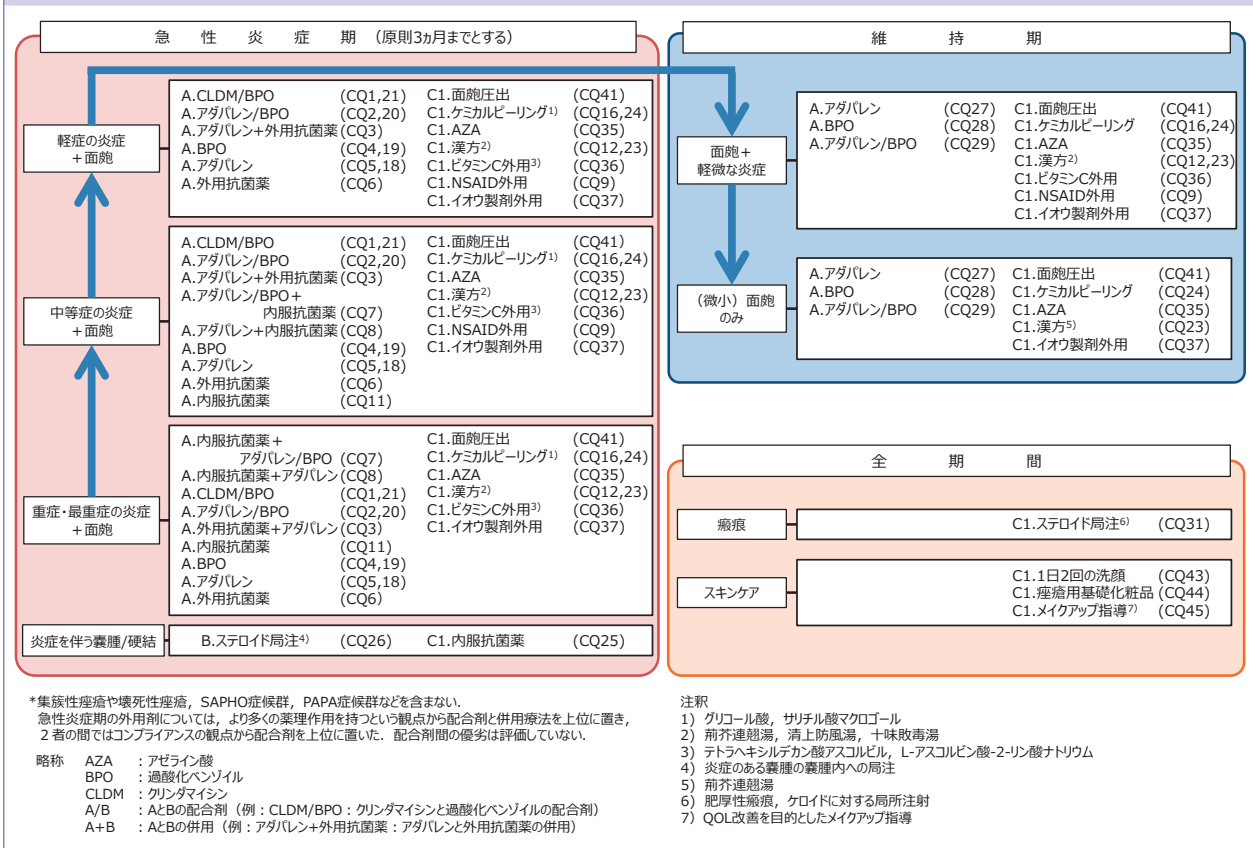 急性炎症期（原則3ヵ月までとする）
軽症の炎症
＋面皰
A.CLDM/BPO (CQ1,21) C1.面皰圧出 (CQ41)
A.アダパレン/BPO (CQ2,20) C1.ケミカルピーリング1) (CQ16,24)
A.アダパレン+外用抗菌薬 (CQ3) C1.AZA (CQ35)
A.BPO (CQ4,19) C1.漢方2) (CQ12,23)
A.アダパレン (CQ5,18) C1.ビタミンC外用3) (CQ36)
A.外用抗菌薬 (CQ6) C1.NSAID外用 (CQ9)
C1.イオウ製剤外用 (CQ37)
中等症の炎症
＋面皰
A.CLDM/BPO (CQ1,21) C1.面皰圧出 (CQ41)
A.アダパレン/BPO (CQ2,20) C1.ケミカルピーリング1) (CQ16,24)
A.アダパレン+外用抗菌薬 (CQ3) C1.AZA (CQ35)
A.アダパレン/BPO+ C1.漢方2) (CQ12,23)
内服抗菌薬 (CQ7) C1.ビタミンC外用3) (CQ36)
A.アダパレン+内服抗菌薬 (CQ8) C1.NSAID外用 (CQ9)
A.BPO (CQ4,19) C1.イオウ製剤外用 (CQ37)
A.アダパレン (CQ5,18)
A.外用抗菌薬 (CQ6)
A.内服抗菌薬 (CQ11)
重症・最重症の炎症
＋面皰
A.内服抗菌薬＋ C1.面皰圧出 (CQ41)
アダパレン/BPO (CQ7) C1.ケミカルピーリング1) (CQ16,24)
A.内服抗菌薬+アダパレン (CQ8) C1.AZA (CQ35)
A.CLDM/BPO (CQ1,21) C1.漢方2) (CQ12,23)
A.アダパレン/BPO (CQ2,20) C1.ビタミンC外用3) (CQ36)
A.外用抗菌薬+アダパレン (CQ3) C1.イオウ製剤外用 (CQ37)
A.内服抗菌薬 (CQ11)
A.BPO (CQ4,19)
A.アダパレン (CQ5,18)
A.外用抗菌薬 (CQ6)
炎症を伴う嚢腫/硬結
B.ステロイド局注4) (CQ26) C1.内服抗菌薬 (CQ25)
維持期
面皰＋
軽微な炎症
A.アダパレン (CQ27) C1.面皰圧出 (CQ41)
A.BPO (CQ28) C1.ケミカルピーリング (CQ16,24)
A.アダパレン/BPO (CQ29) C1.AZA (CQ35)
C1.漢方2) (CQ12,23)
C1.ビタミンC外用 (CQ36)
C1.NSAID外用 (CQ9)
C1.イオウ製剤外用 (CQ37)
（微小）面皰
のみ
A.アダパレン (CQ27) C1.面皰圧出 (CQ41)
A.BPO (CQ28) C1.ケミカルピーリング (CQ24)
A.アダパレン/BPO (CQ29) C1.AZA (CQ35)
C1.漢方5) (CQ23)
C1.イオウ製剤外用 (CQ37)
全期間
瘢痕
C1.ステロイド局注6) (CQ31)
スキンケア
C1.1日2回の洗顔 (CQ43)
C1.痤瘡用基礎化粧品 (CQ44)
C1.メイクアップ指導7) (CQ45)
*集簇性痤瘡や壊死性痤瘡，SAPHO症候群，PAPA症候群などを含まない．
急性炎症期の外用剤については，より多くの薬理作用を持つという観点から配合剤と併用療法を上位に置き，
２者の間ではコンプライアンスの観点から配合剤を上位に置いた．配合剤間の優劣は評価していない．
略称 AZA ：アゼライン酸
BPO ：過酸化ベンゾイル
CLDM ：クリンダマイシン
A/B ：AとBの配合剤（例：CLDM/BPO：クリンダマイシンと過酸化ベンゾイルの配合剤）
A+B ：AとBの併用（例：アダパレン+外用抗菌薬：アダパレンと外用抗菌薬の併用）
注釈
1) グリコール酸，サリチル酸マクロゴール
2) 荊芥連翹湯，清上防風湯，十味敗毒湯
3) テトラヘキシルデカン酸アスコルビル，L-アスコルビン酸-2-リン酸ナトリウム
4) 炎症のある嚢腫の嚢腫内への局注
5) 荊芥連翹湯
6) 肥厚性瘢痕，ケロイドに対する局所注射
7) QOL改善を目的としたメイクアップ指導